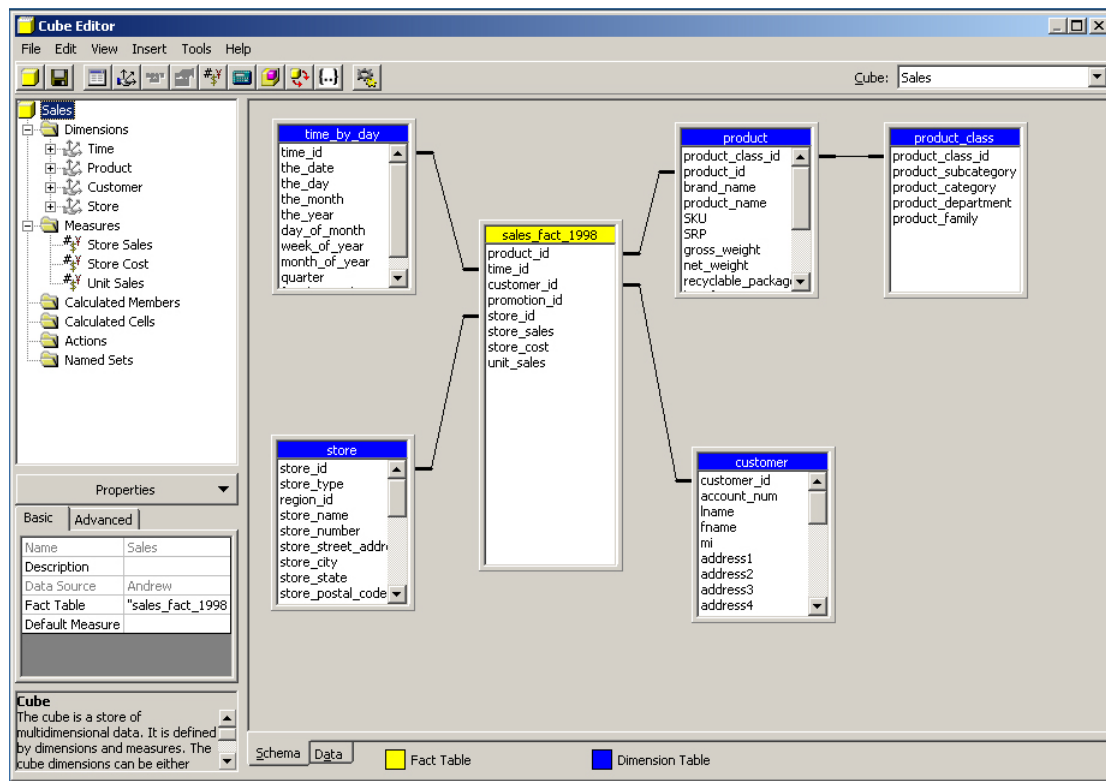 Cube Editor
File Edit View Insert Tools Help
Cube: Sales
Sales
Dimensions
Time
Product
Customer
Store
Measures
Store Sales
Store Cost
Unit Sales
Calculated Members
Calculated Cells
Actions
Named Sets
Properties
Basic Advanced
Name Sales
Description
Data Source Andrew
Fact Table "sales_fact_1998
Default Measure
Cube
The cube is a store of
multidimensional data. It is defined
by dimensions and measures. The
cube dimensions can be either
time_by_day
time_id
the_date
the_day
the_month
the_year
day_of_month
week_of_year
month_of_year
quarter
sales_fact_1998
product_id
time_id
customer_id
promotion_id
store_id
store_sales
store_cost
unit_sales
product
product_class_id
product_id
brand_name
product_name
SKU
SRP
gross_weight
net_weight
recyclable_packag
product_class
product_class_id
product_subcategory
product_category
product_department
product_family
store
store_id
store_type
region_id
store_name
store_number
store_street_addr
store_city
store_state
store_postal_code
customer
customer_id
account_num
lname
fname
mi
address1
address2
address3
address4
Schema Data
Fact Table
Dimension Table